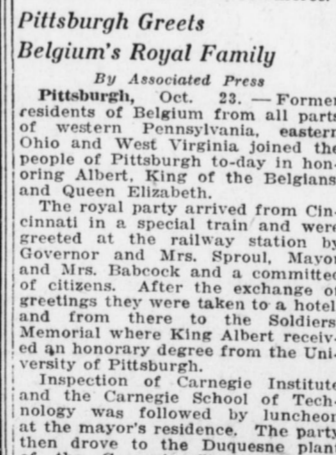 Pittsburgh Greets
Belgium's Royal Family
By Associated Press
Pittsburgh, Oct. 23. — Former
residents of Belgium from all parts
of western Pennsylvania, eastern
Ohio and West Virginia joined the
people of Pittsburgh to-day in hon-
oring Albert, King of the Belgians
and Queen Elizabeth.
The royal party arrived from Cin-
cinnati in a special train and were
greeted at the railway station by
Governor and Mrs. Sproul, Mayor
and Mrs. Babcock and a committee
of citizens. After the exchange of
greetings they were taken to a hotel
and from there to the Soldiers
Memorial where King Albert receiv-
ed an honorary degree from the Uni-
versity of Pittsburgh.
Inspection of Carnegie Institute
and the Carnegie School of Tech-
nology was followed by luncheon
at the mayor's residence. The party
then drove to the Duquesne plant